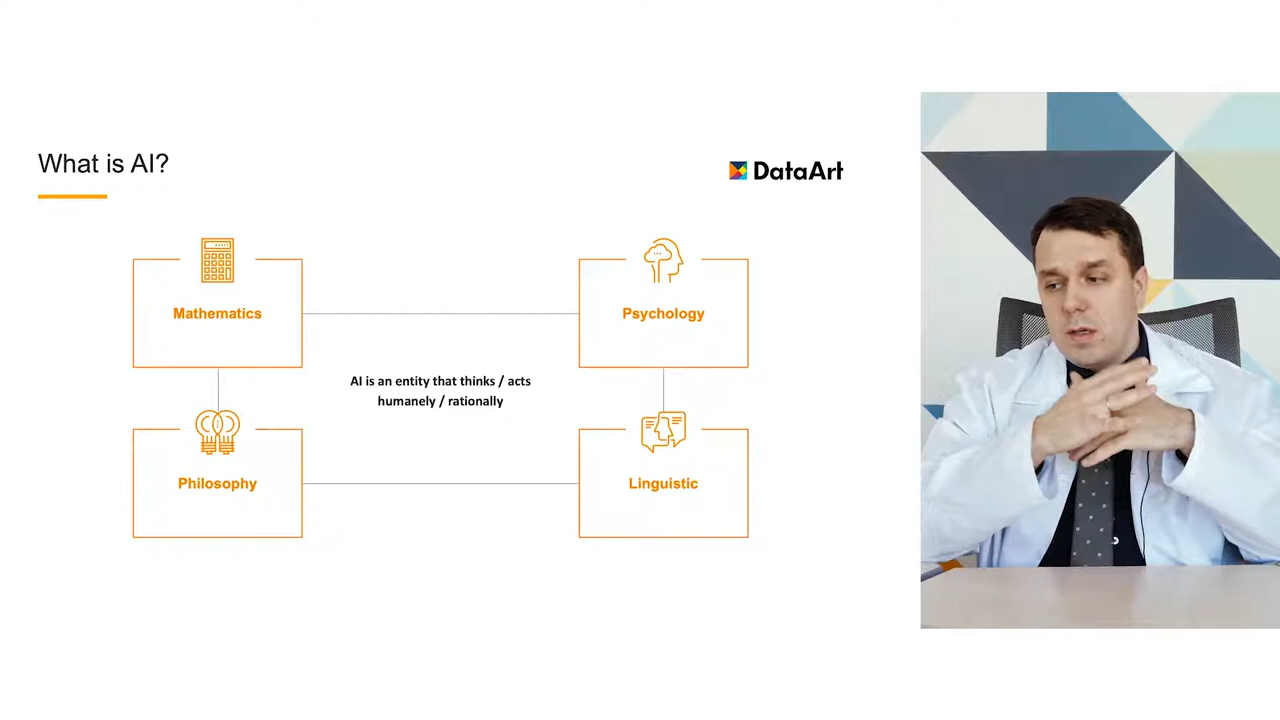 What is AI?
DataArt
Mathematics
Psychology
AI is an entity that thinks / acts
humanely / rationally
Philosophy
Linguistic